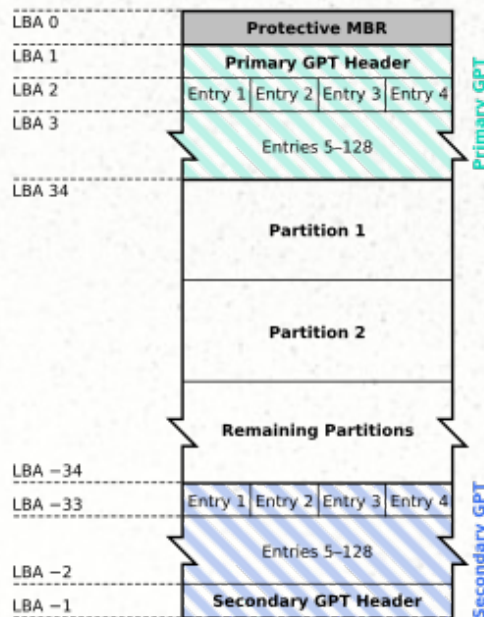 LBA 0
Protective MBR
LBA 1
Primary GPT Header
LBA 2
Entry 1 Entry 2 Entry 3 Entry 4
LBA 3
Entries 5–128
Primary GPT
LBA 34
Partition 1
Partition 2
Remaining Partitions
LBA −34
LBA −33
Entry 1 Entry 2 Entry 3 Entry 4
Entries 5–128
LBA −2
Secondary GPT Header
LBA −1
Secondary GPT